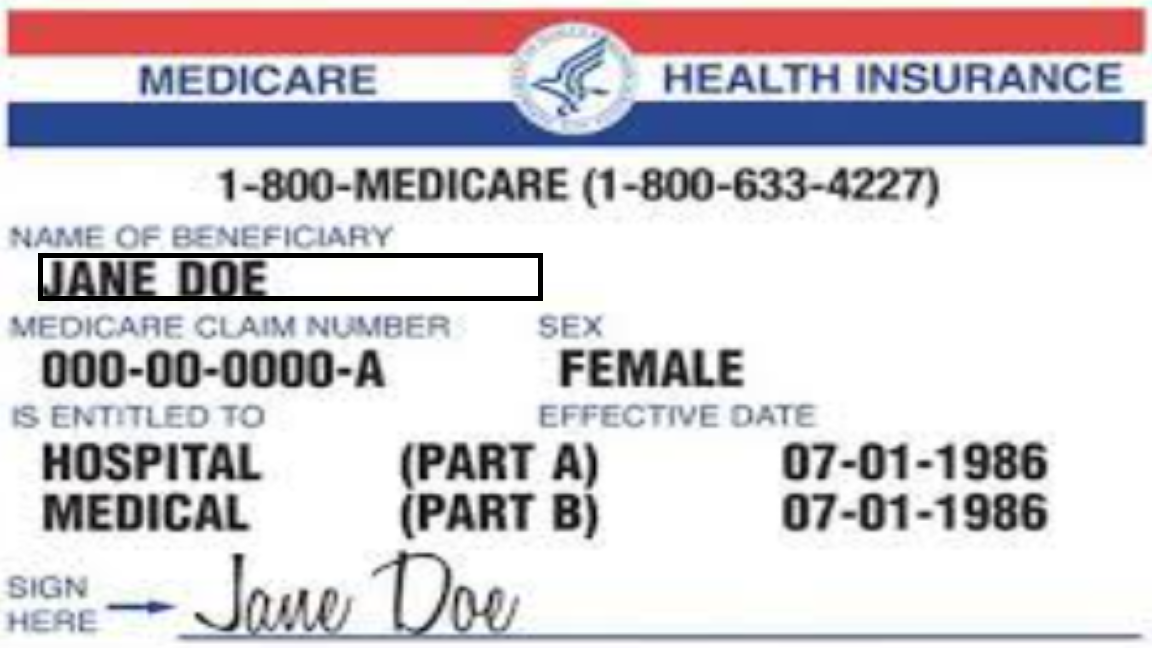 MEDICARE HEALTH INSURANCE
1-800-MEDICARE (1-800-633-4227)
NAME OF BENEFICIARY
JANE DOE
MEDICARE CLAIM NUMBER SEX
000-00-0000-A FEMALE
IS ENTITLED TO EFFECTIVE DATE
HOSPITAL (PART A) 07-01-1986
MEDICAL (PART B) 07-01-1986
SIGN
HERE Jane Doe